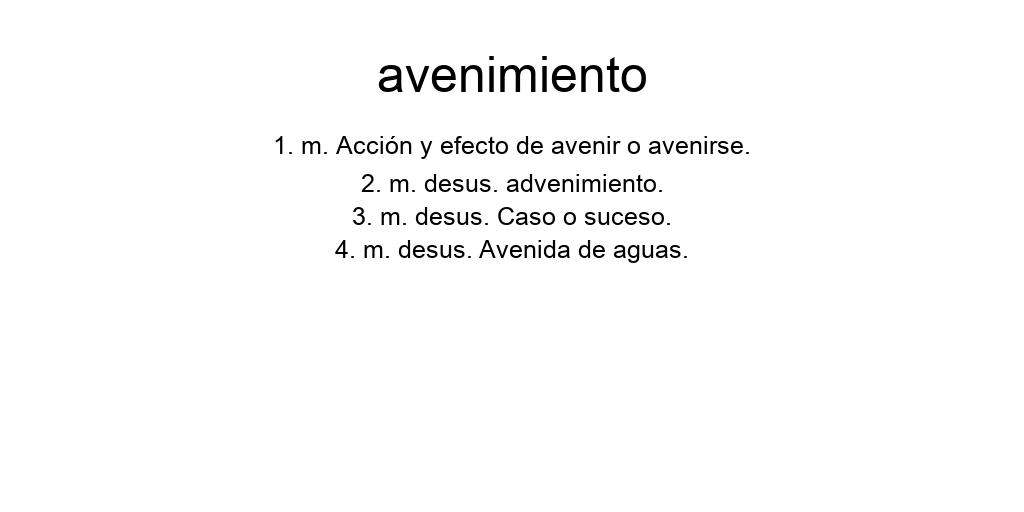 avenimiento
1. m. Acción y efecto de avenir o avenirse.
2. m. desus. advenimiento.
3. m. desus. Caso o suceso.
4. m. desus. Avenida de aguas.